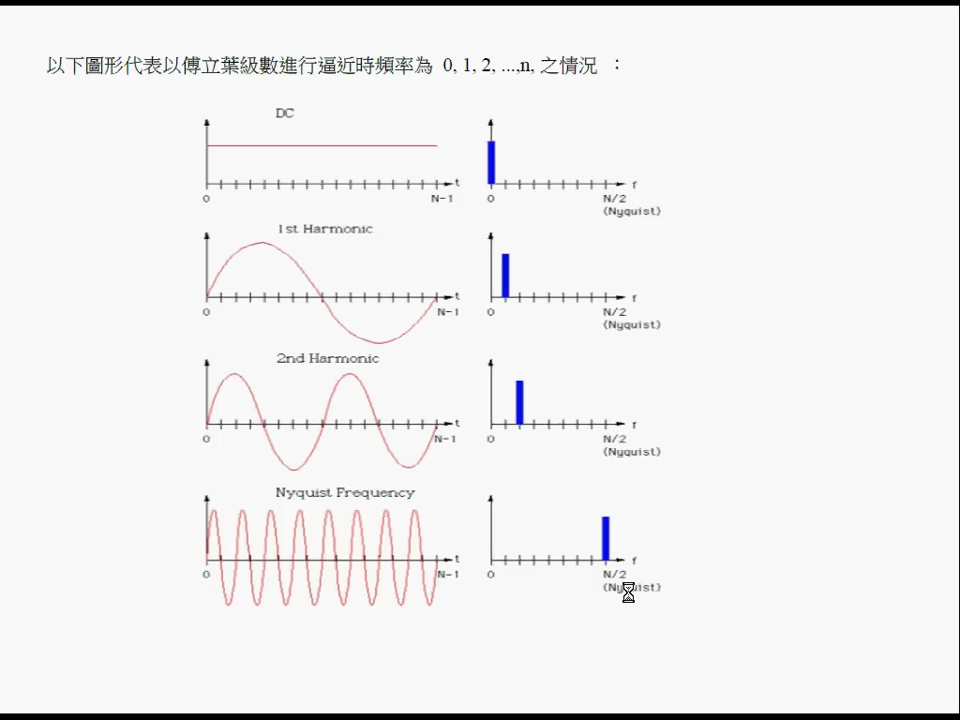 以下圖形代表以傅立葉級數進行逼近時頻率為 0, 1, 2, ...,n, 之情況 ：
DC
t
0
N-1
f
0
N/2
(Nyquist)
1st Harmonic
t
0
N-1
f
0
N/2
(Nyquist)
2nd Harmonic
t
0
N-1
f
0
N/2
(Nyquist)
Nyquist Frequency
t
0
N-1
f
0
N/2
(Nyquist)